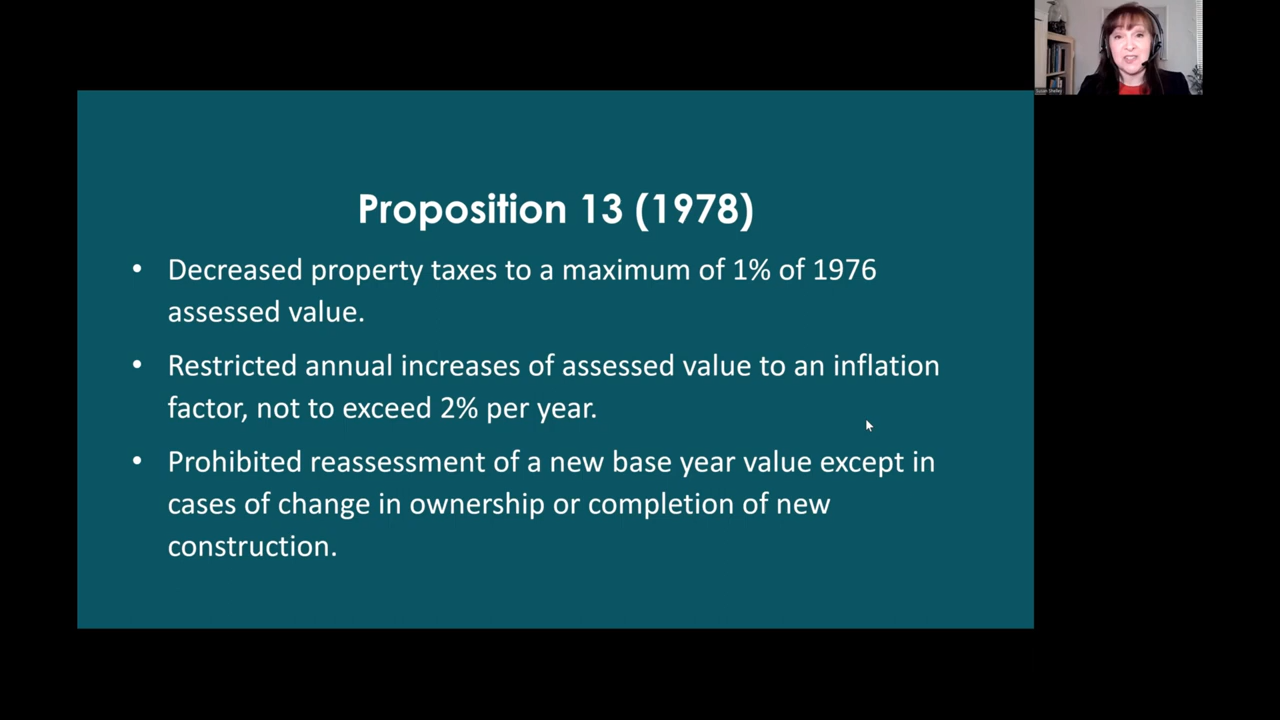 Proposition 13 (1978)
• Decreased property taxes to a maximum of 1% of 1976
assessed value.
• Restricted annual increases of assessed value to an inflation
factor, not to exceed 2% per year.
• Prohibited reassessment of a new base year value except in
cases of change in ownership or completion of new
construction.
Susan Shelley